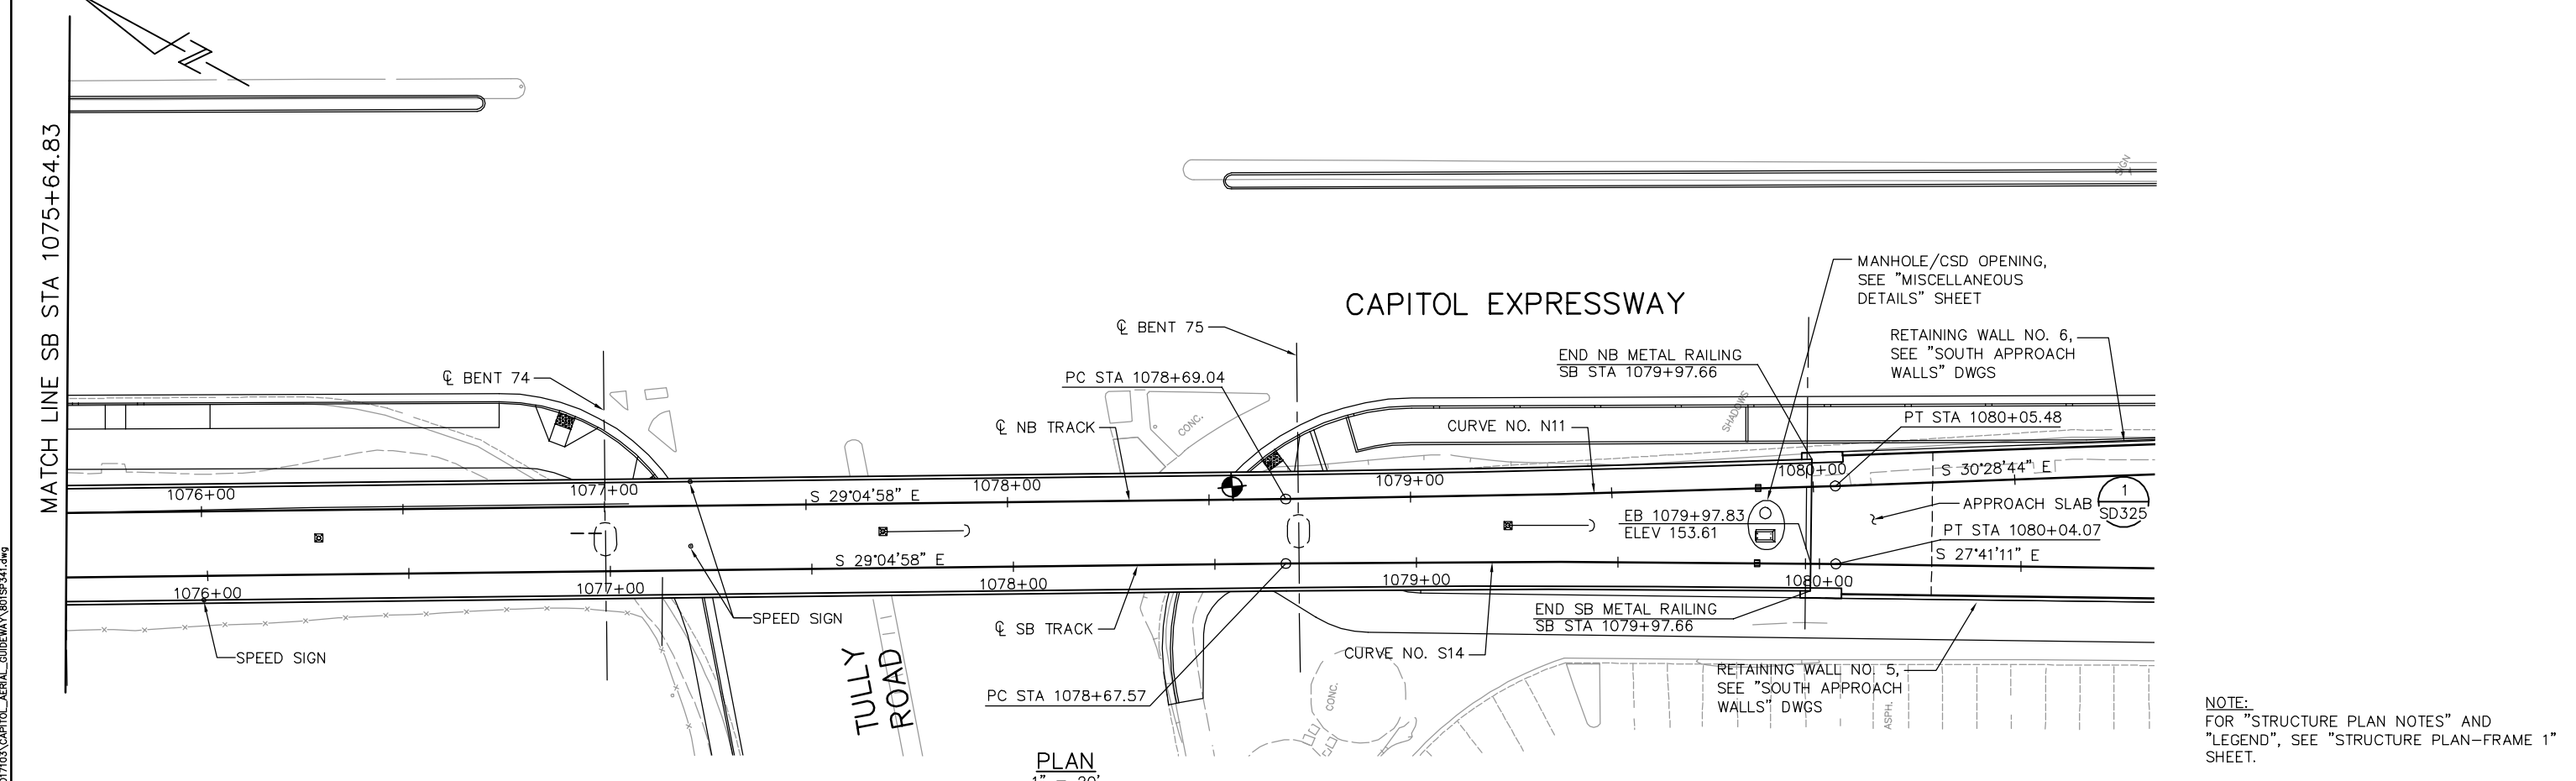 MATCH LINE SB STA 1075+64.83
SIGN
CAPITOL EXPRESSWAY
MANHOLE/CSD OPENING,
SEE "MISCELLANEOUS
DETAILS" SHEET
℄ BENT 75
RETAINING WALL NO. 6,
SEE "SOUTH APPROACH
WALLS" DWGS
END NB METAL RAILING
SB STA 1079+97.66
℄ BENT 74
PC STA 1078+69.04
SHADOWS
CONC.
PT STA 1080+05.48
℄ NB TRACK
CURVE NO. N11
1076+00
1077+00
1078+00
1079+00
1080+00
S 29°04'58" E
S 30°28'44" E
APPROACH SLAB
1
SD325
EB 1079+97.83
ELEV 153.61
PT STA 1080+04.07
S 29°04'58" E
S 27°41'11" E
1076+00
1077+00
1078+00
1079+00
1080+00
SPEED SIGN
℄ SB TRACK
END SB METAL RAILING
SB STA 1079+97.66
SPEED SIGN
TULLY
ROAD
CURVE NO. S14
PC STA 1078+67.57
CONC.
RETAINING WALL NO. 5,
SEE "SOUTH APPROACH
WALLS" DWGS
ASPH.
NOTE:
FOR "STRUCTURE PLAN NOTES" AND
"LEGEND", SEE "STRUCTURE PLAN-FRAME 1"
SHEET.
PLAN
1" = 20'